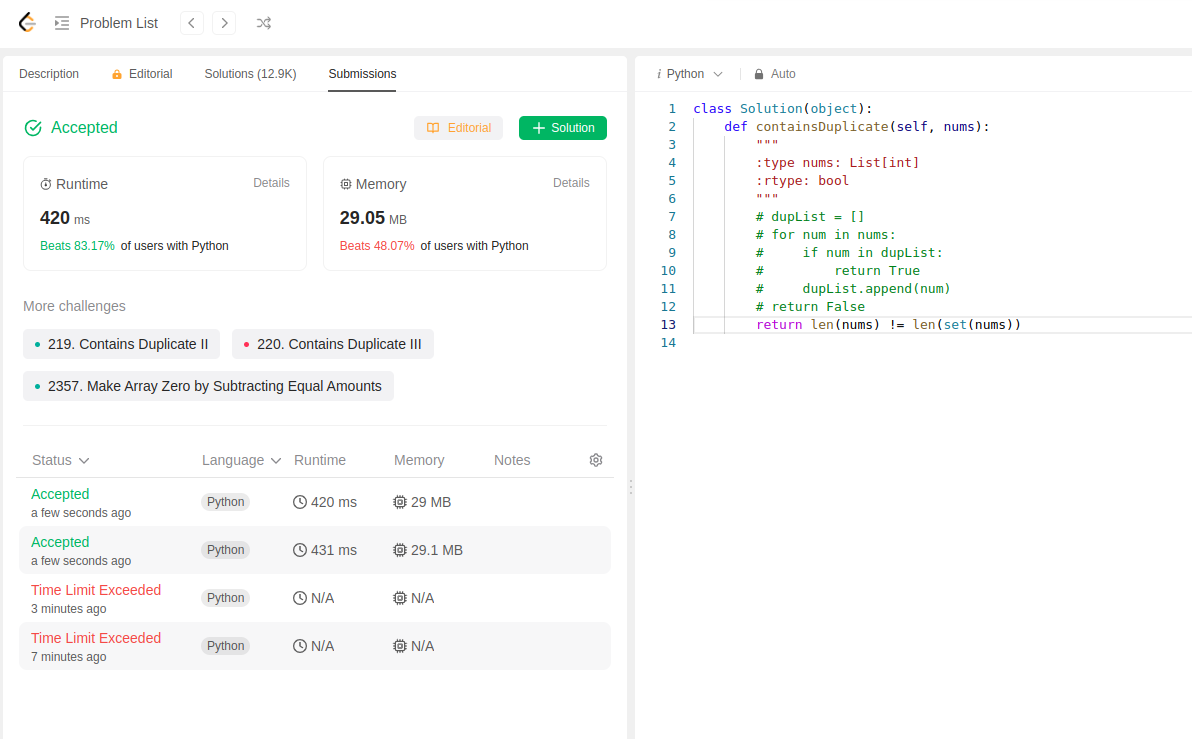 Problem List
Description Editorial Solutions (12.9K) Submissions
Accepted Editorial Solution
Runtime Details
420 ms
Beats 83.17% of users with Python
Memory Details
29.05 MB
Beats 48.07% of users with Python
More challenges
219. Contains Duplicate II
220. Contains Duplicate III
2357. Make Array Zero by Subtracting Equal Amounts
Status Language Runtime Memory Notes
Accepted
a few seconds ago
Python 420 ms 29 MB
Accepted
a few seconds ago
Python 431 ms 29.1 MB
Time Limit Exceeded
3 minutes ago
Python N/A N/A
Time Limit Exceeded
7 minutes ago
Python N/A N/A
i Python Auto
1 class Solution(object):
2     def containsDuplicate(self, nums):
3         """
4         :type nums: List[int]
5         :rtype: bool
6         """
7         # dupList = []
8         # for num in nums:
9         #     if num in dupList:
10         #         return True
11         #     dupList.append(num)
12         # return False
13         return len(nums) != len(set(nums))
14